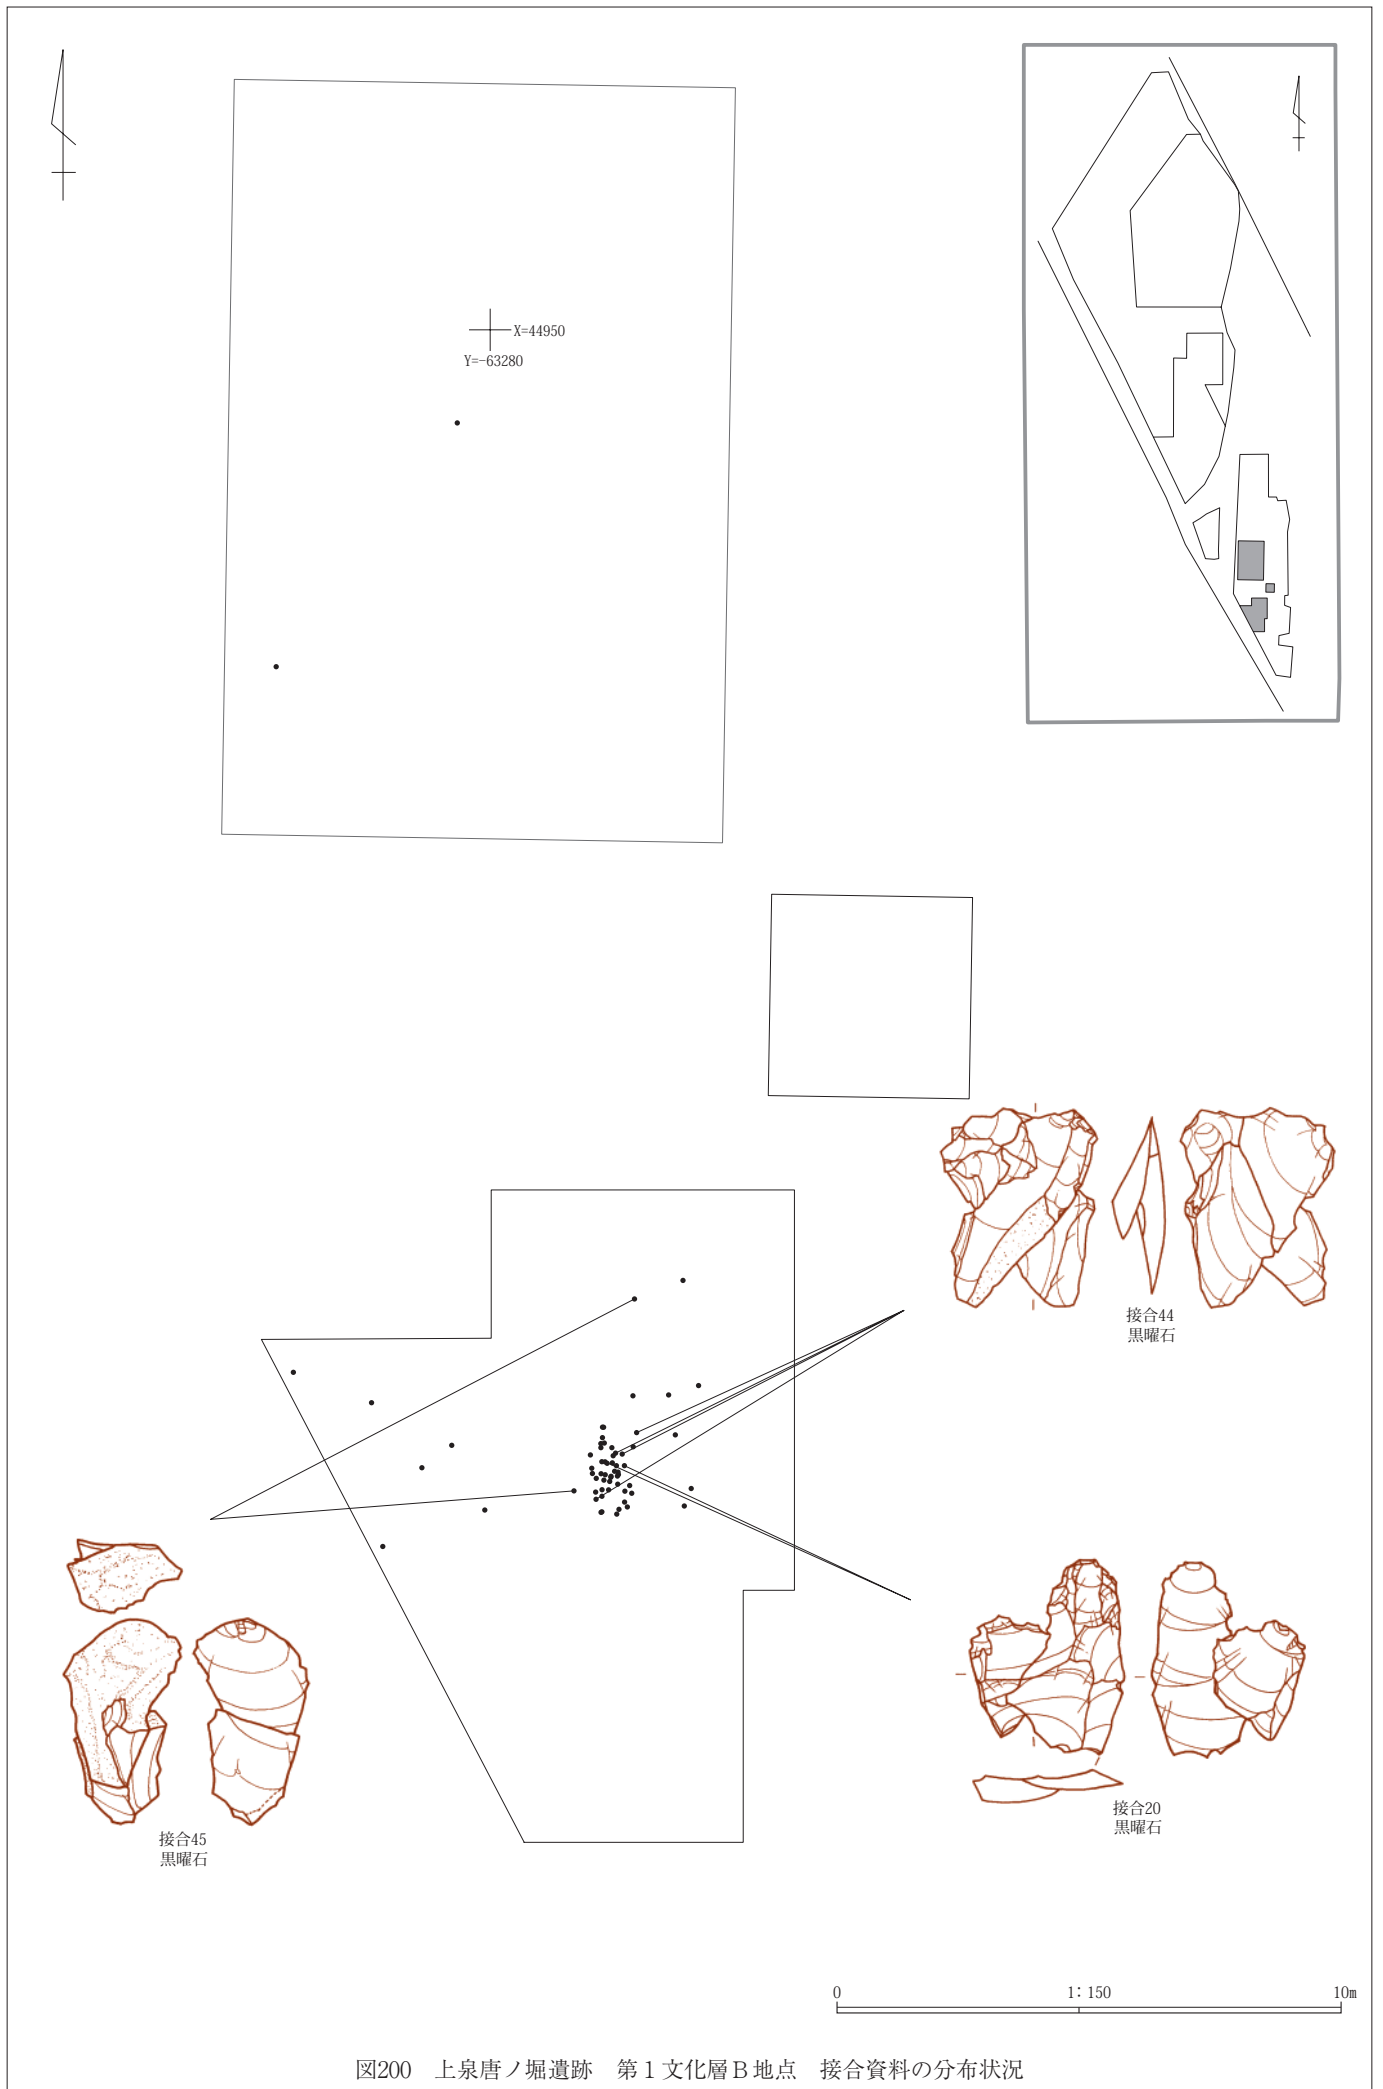 X=44950
Y=-63280
接合44
黒曜石
接合20
黒曜石
接合45
黒曜石
0 1:150 10m
図200 上泉唐ノ堀遺跡 第1文化層B地点 接合資料の分布状況